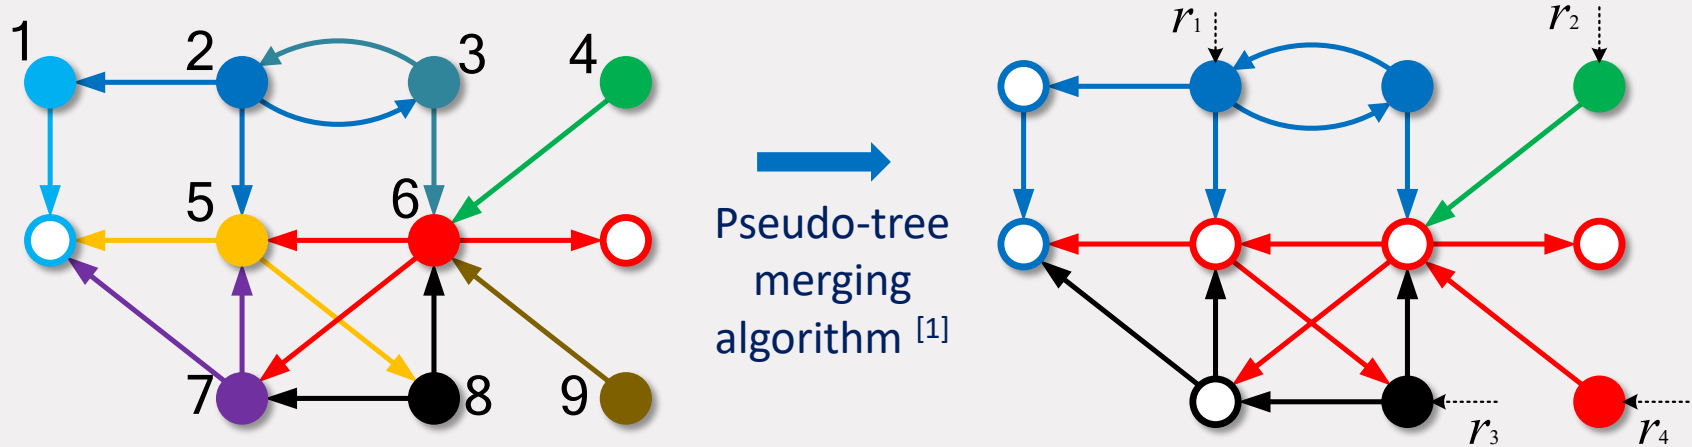 1
2
3
4
5
6
7
8
9
Pseudo-tree
merging
algorithm [1]
r1
r2
r3
r4